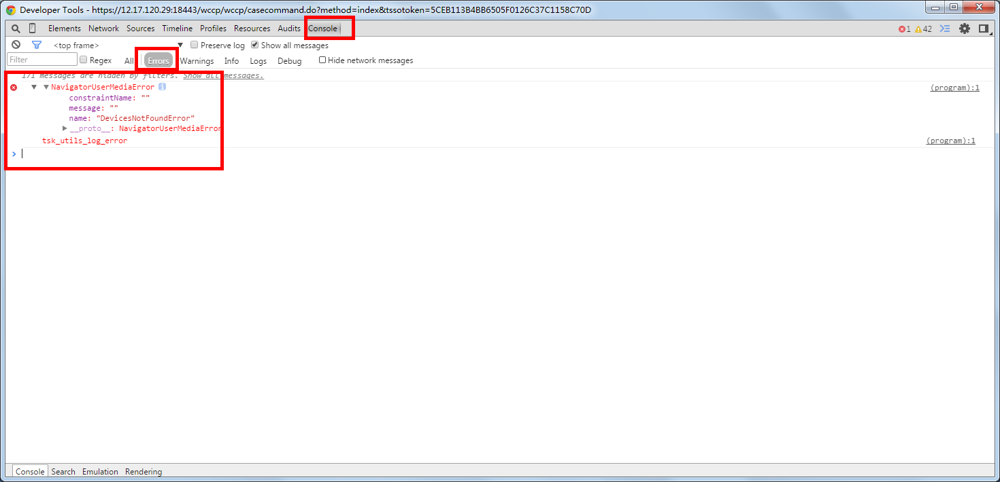 Developer Tools - https://12.17.120.29:18443/wccp/wccp/casecommand.do?method=index&tssotoken=5CEB113B4BB6505F0126C37C1158C70D
Elements Network Sources Timeline Profiles Resources Audits Console 1 42
<top frame> Preserve log Show all messages
Filter Regex All Errors Warnings Info Logs Debug Hide network messages
171 messages are hidden by filters. Show all messages.
NavigatorUserMediaError (program):1
constraintName: ""
message: ""
name: "DevicesNotFoundError"
__proto__: NavigatorUserMediaError
tsk_utils_log_error (program):1
>
Console Search Emulation Rendering